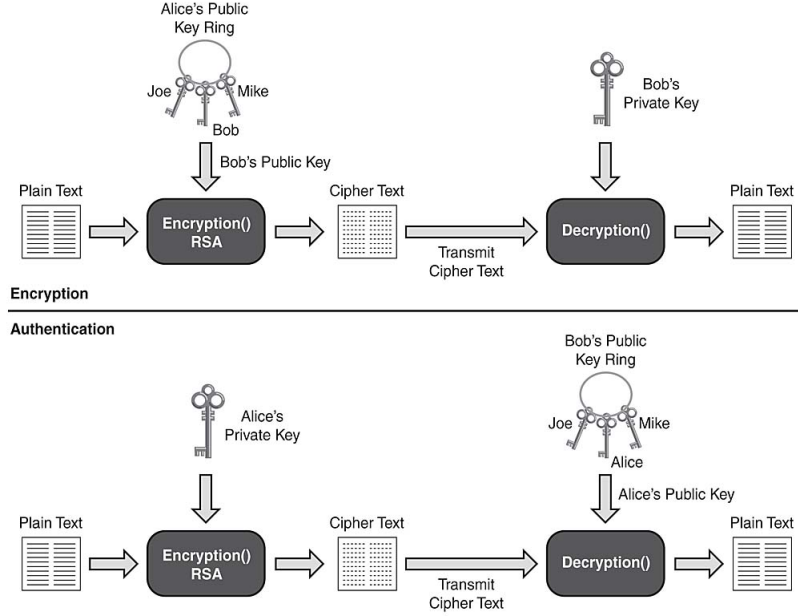 Alice's Public
Key Ring
Joe
Mike
Bob
Bob's Public Key
Bob's
Private Key
Plain Text
Encryption()
RSA
Cipher Text
Transmit
Cipher Text
Decryption()
Plain Text
Encryption
Authentication
Alice's
Private Key
Bob's Public
Key Ring
Joe
Mike
Alice
Alice's Public Key
Plain Text
Encryption()
RSA
Cipher Text
Transmit
Cipher Text
Decryption()
Plain Text